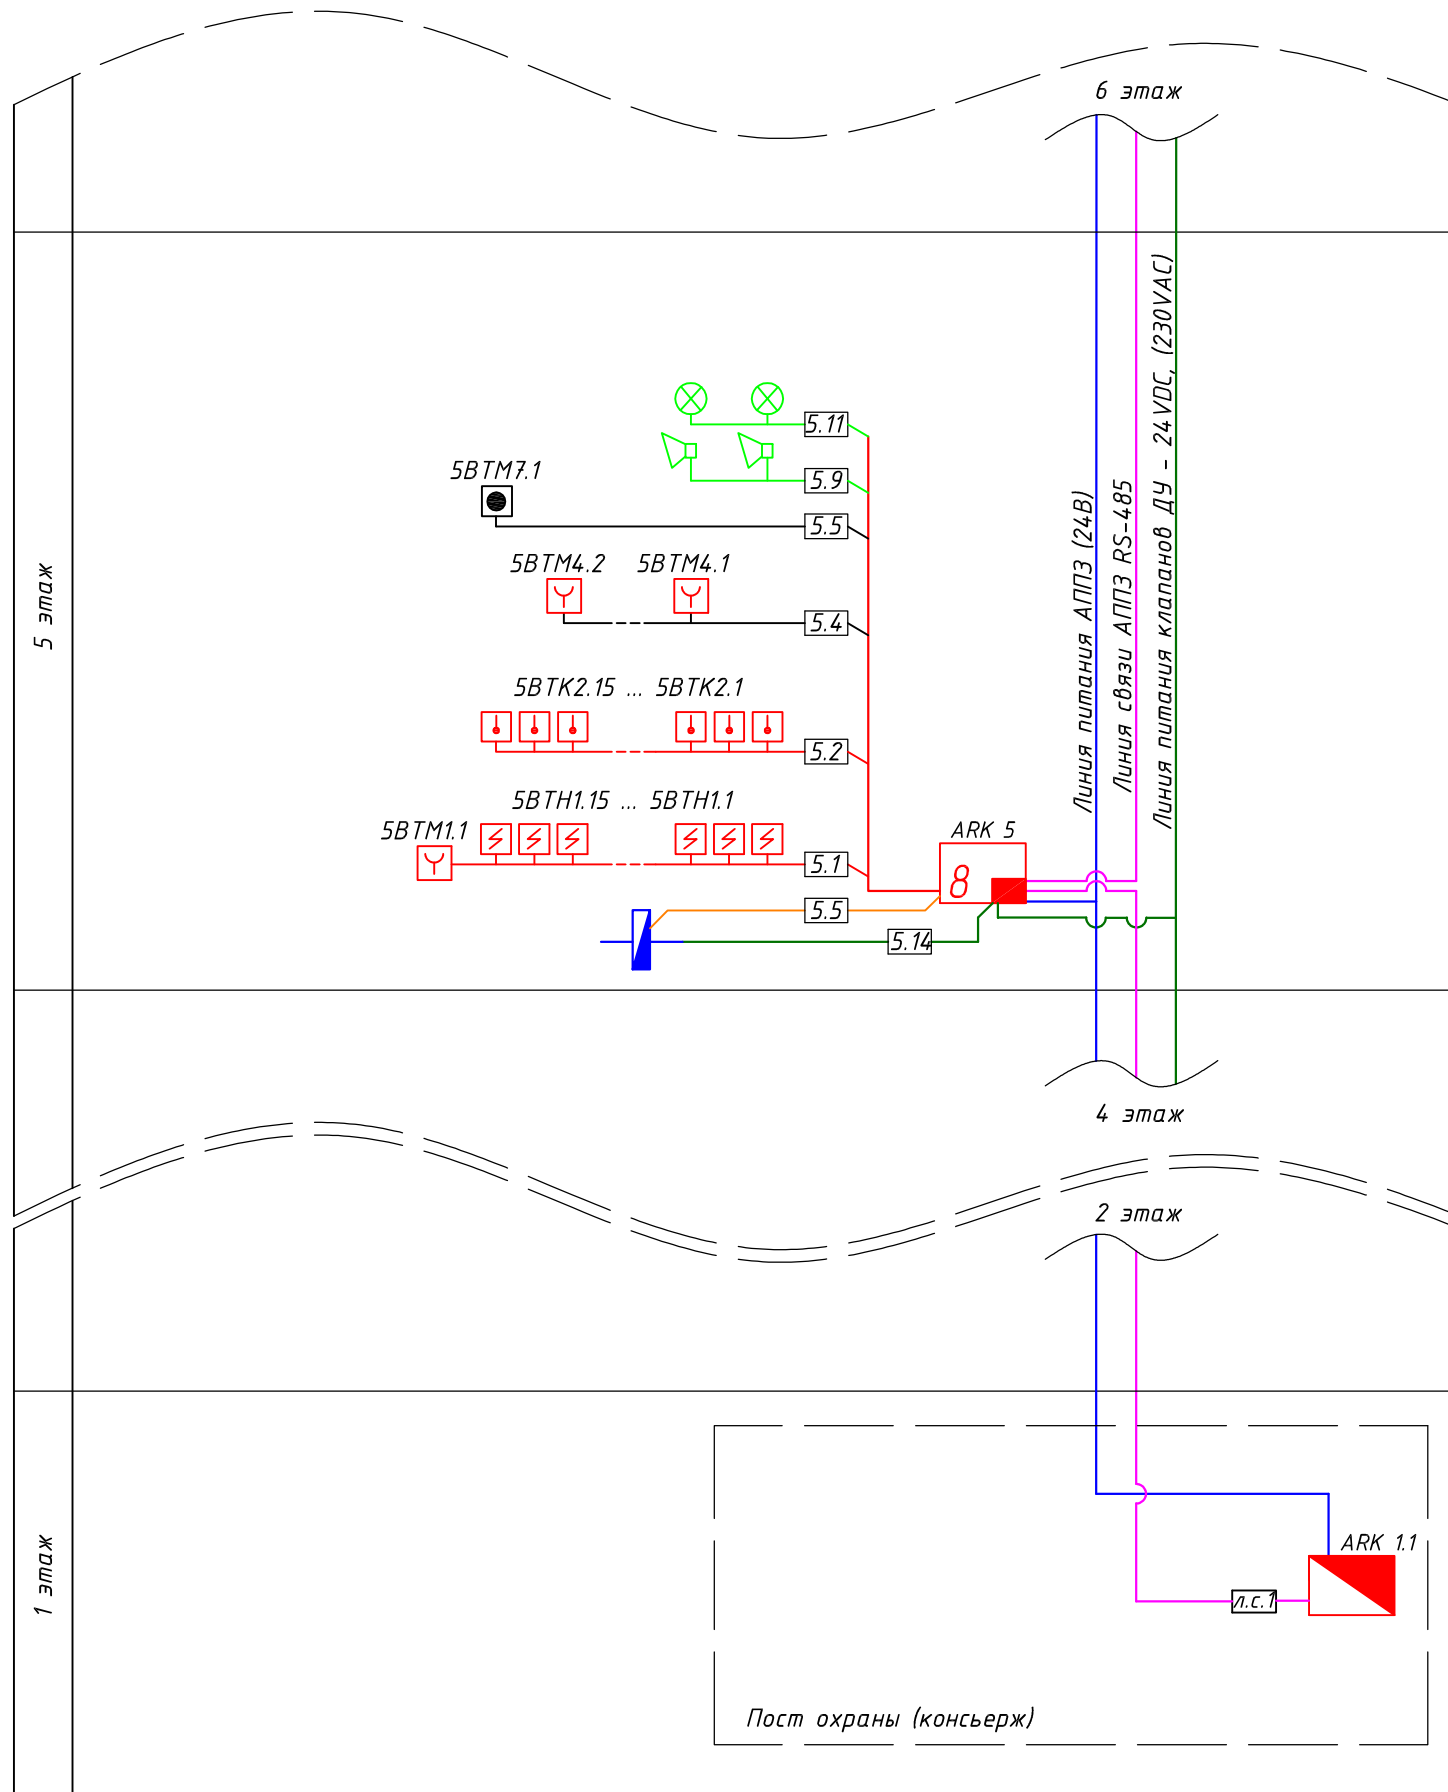 6 этаж
5 этаж
5.11
5.9
5BTM7.1
5.5
5BTM4.2
5BTM4.1
5.4
5BTK2.15 ... 5BTK2.1
5.2
5BTH1.15 ... 5BTH1.1
5BTM1.1
5.1
ARK 5
8
5.5
5.14
Линия питания АППЗ (24В)
Линия связи АППЗ RS-485
Линия питания клапанов ДУ - 24VDC, (230VAC)
4 этаж
2 этаж
1 этаж
ARK 1.1
л.с.1
Пост охраны (консьерж)